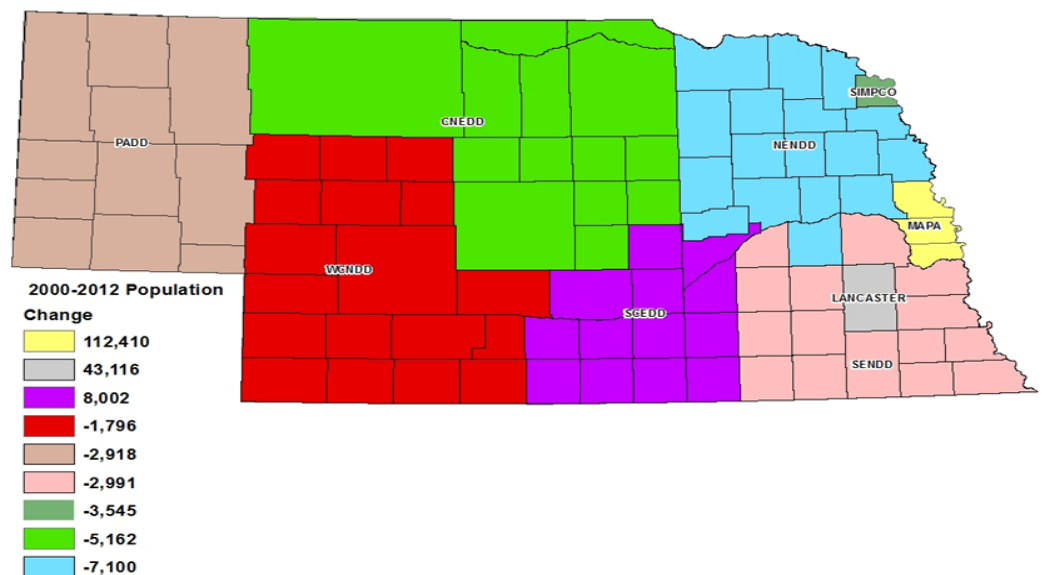 SIMPCO
CNEDD
PADD
NENDD
MAPA
WCNDD
2000-2012 Population
Change
LANCASTER
SCEDD
112,410
43,116
SENDD
8,002
-1,796
-2,918
-2,991
-3,545
-5,162
-7,100